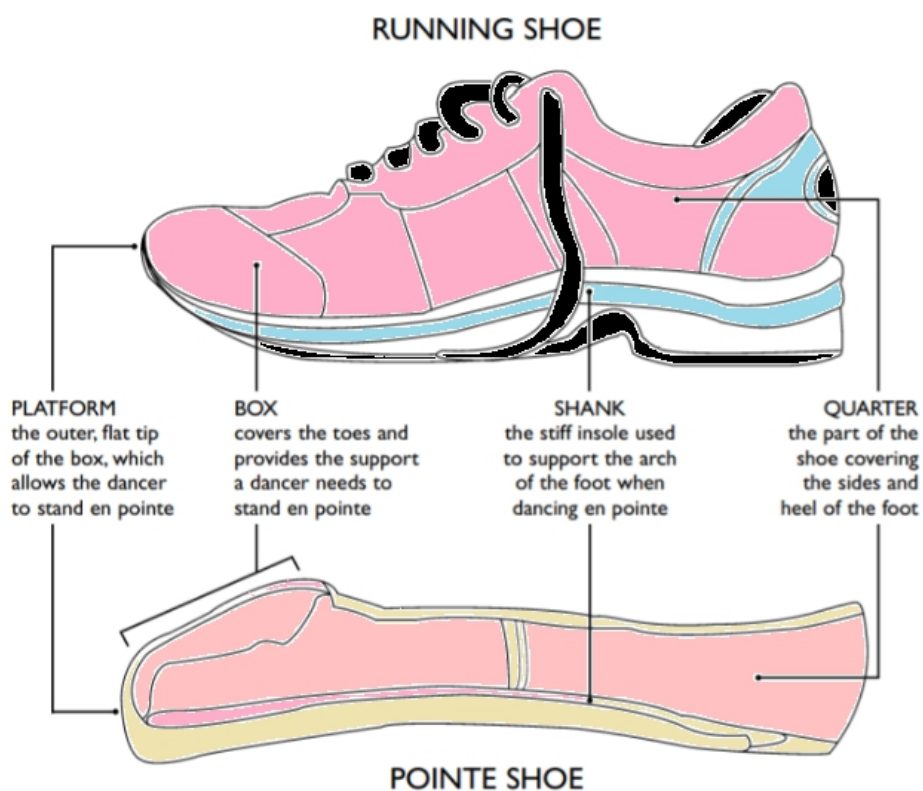 RUNNING SHOE
PLATFORM
the outer, flat tip
of the box, which
allows the dancer
to stand en pointe
BOX
covers the toes and
provides the support
a dancer needs to
stand en pointe
SHANK
the stiff insole used
to support the arch
of the foot when
dancing en pointe
QUARTER
the part of the
shoe covering
the sides and
heel of the foot
POINTE SHOE